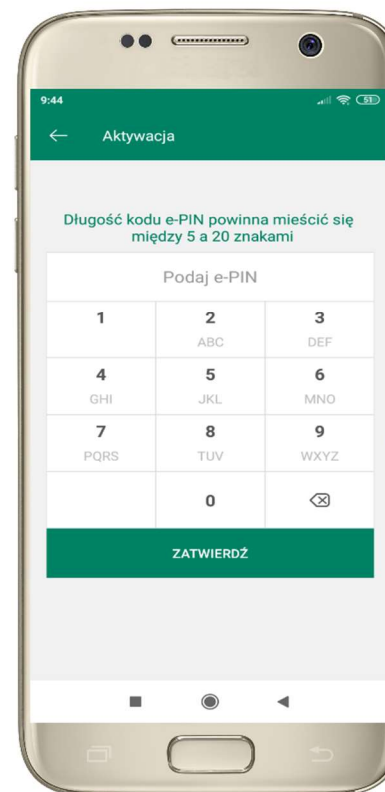 9:44
51
Aktywacja
Długość kodu e-PIN powinna mieścić się
między 5 a 20 znakami
Podaj e-PIN
1 2 3
ABC DEF
4 5 6
GHI JKL MNO
7 8 9
PQRS TUV WXYZ
0
ZATWIERDŹ